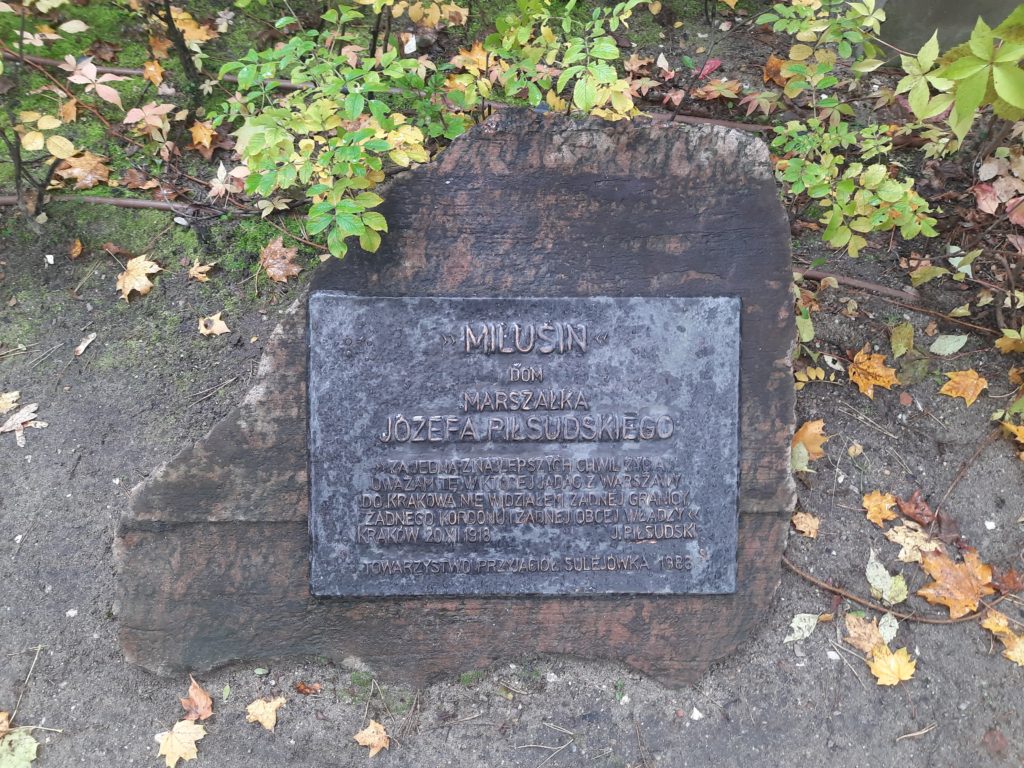 »MILUSIN«
DOM
MARSZAŁKA
JÓZEFA PIŁSUDSKIEGO
»ZA JEDNĄ Z NAJLEPSZYCH CHWIL ŻYCIA
UWAŻAM TĘ, W KTÓREJ JADĄC Z WARSZAWY
DO KRAKOWA NIE WIDZIAŁEM ŻADNEJ GRANICY,
ŻADNEGO KORDONU I ŻADNEJ OBCEJ WŁADZY«
KRAKÓW 20.XI 1918 J.PIŁSUDSKI
TOWARZYSTWO PRZYJACIÓŁ SULEJÓWKA 1988